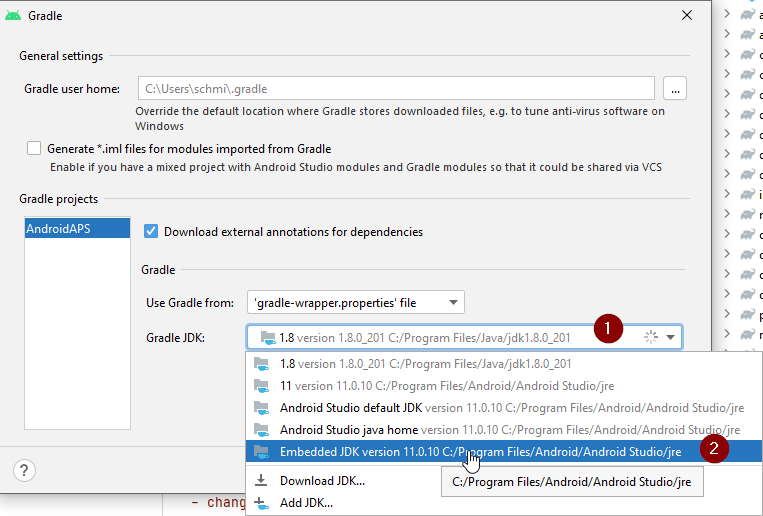 Gradle
General settings
Gradle user home:
C:\Users\schmi\.gradle
...
Override the default location where Gradle stores downloaded files, e.g. to tune anti-virus software on
Windows
Generate *.iml files for modules imported from Gradle
Enable if you have a mixed project with Android Studio modules and Gradle modules so that it could be shared via VCS
Gradle projects
AndroidAPS
Download external annotations for dependencies
Gradle
Use Gradle from:
'gradle-wrapper.properties' file
Gradle JDK:
1.8 version 1.8.0_201 C:/Program Files/Java/jdk1.8.0_201
1
1.8 version 1.8.0_201 C:/Program Files/Java/jdk1.8.0_201
11 version 11.0.10 C:/Program Files/Android/Android Studio/jre
Android Studio default JDK version 11.0.10 C:/Program Files/Android/Android Studio/jre
Android Studio java home version 11.0.10 C:/Program Files/Android/Android Studio/jre
Embedded JDK version 11.0.10 C:/Program Files/Android/Android Studio/jre
2
?
Download JDK...
C:/Program Files/Android/Android Studio/jre
Add JDK...
- chang